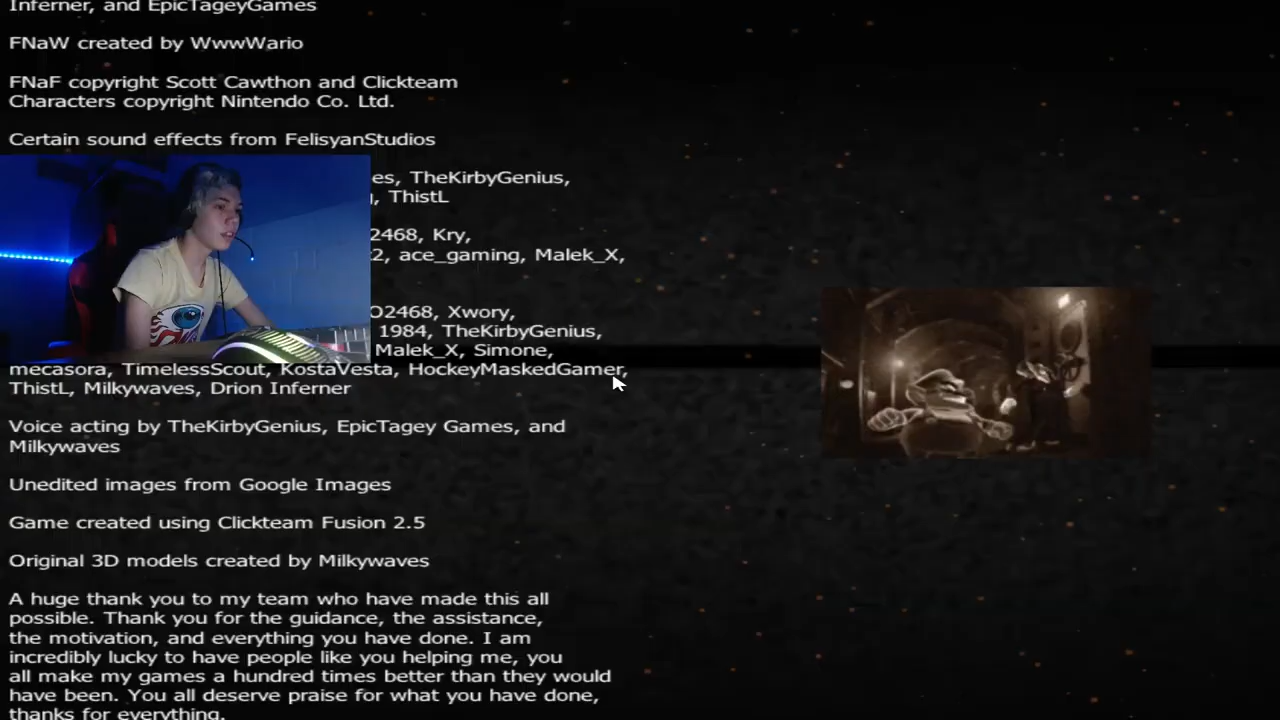 Inferner, and EpicTageyGames
FNaW created by WwwWario
FNaF copyright Scott Cawthon and Clickteam
Characters copyright Nintendo Co. Ltd.
Certain sound effects from FelisyanStudios
es, TheKirbyGenius,
, ThistL
2468, Kry,
2, ace_gaming, Malek_X,
O2468, Xwory,
1984, TheKirbyGenius,
Malek_X, Simone,
mecasora, TimelessScout, KostaVesta, HockeyMaskedGamer,
ThistL, Milkywaves, Drion Inferner
Voice acting by TheKirbyGenius, EpicTagey Games, and
Milkywaves
Unedited images from Google Images
Game created using Clickteam Fusion 2.5
Original 3D models created by Milkywaves
A huge thank you to my team who have made this all
possible. Thank you for the guidance, the assistance,
the motivation, and everything you have done. I am
incredibly lucky to have people like you helping me, you
all make my games a hundred times better than they would
have been. You all deserve praise for what you have done,
thanks for everything.